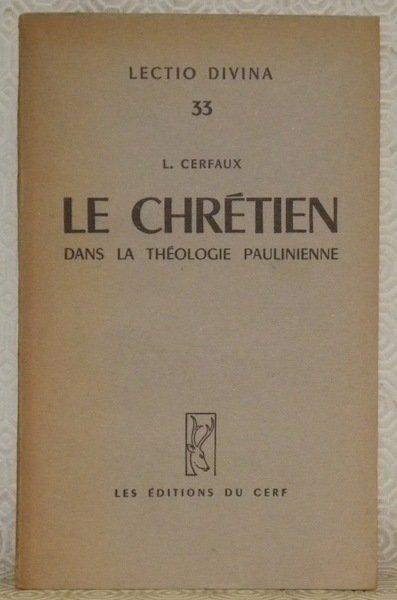 LECTIO DIVINA
33
L. CERFAUX
LE CHRÉTIEN
DANS LA THÉOLOGIE PAULINIENNE
LES ÉDITIONS DU CERF